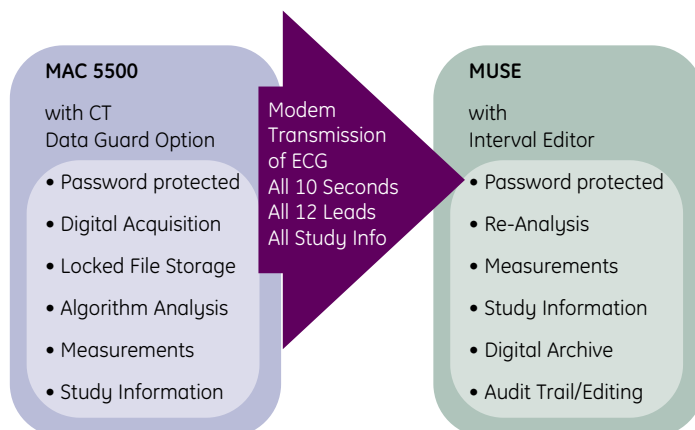 MAC 5500
with CT
Data Guard Option
• Password protected
• Digital Acquisition
• Locked File Storage
• Algorithm Analysis
• Measurements
• Study Information
Modem
Transmission
of ECG
All 10 Seconds
All 12 Leads
All Study Info
MUSE
with
Interval Editor
• Password protected
• Re-Analysis
• Measurements
• Study Information
• Digital Archive
• Audit Trail/Editing